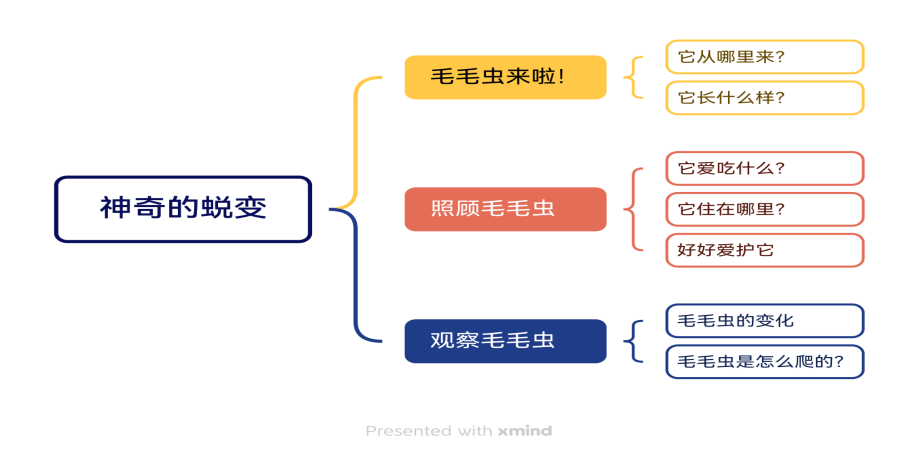 神奇的蜕变
毛毛虫来啦!
它从哪里来?
它长什么样?
照顾毛毛虫
它爱吃什么?
它住在哪里?
好好爱护它
观察毛毛虫
毛毛虫的变化
毛毛虫是怎么爬的?
Presented with xmind